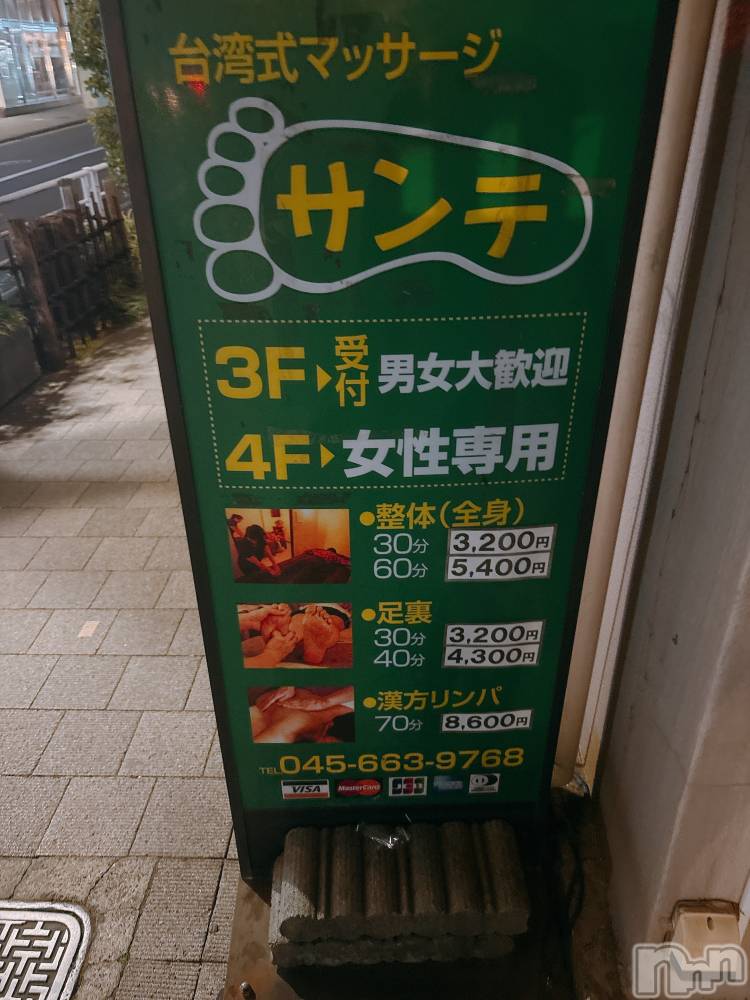 台湾式マッサージ
サンテ
3F▶受付 男女大歓迎
4F▶女性専用
●整体(全身)
30分 3,200円
60分 5,400円
●足裏
30分 3,200円
40分 4,300円
●漢方リンパ
70分 8,600円
TEL045-663-9768
VISA MasterCard JCB